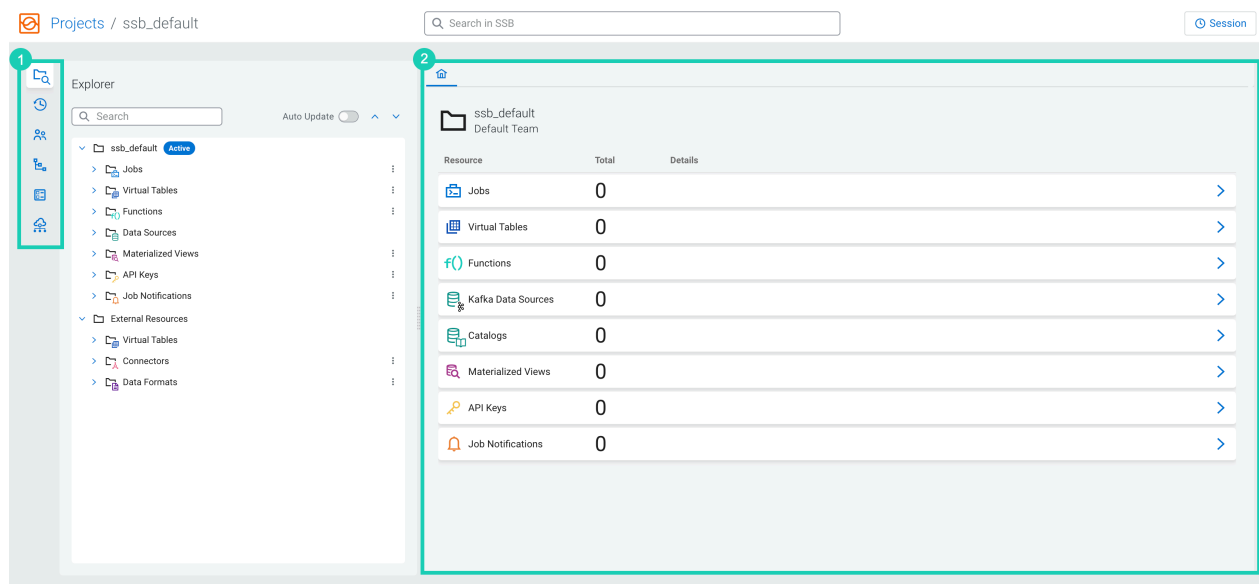 Projects / ssb_default
Search in SSB
Session
1
2
Explorer
Search
Auto Update
ssb_default Active
Jobs
Virtual Tables
Functions
Data Sources
Materialized Views
API Keys
Job Notifications
External Resources
Virtual Tables
Connectors
Data Formats
ssb_default
Default Team
Resource Total Details
Jobs 0
Virtual Tables 0
f() Functions 0
Kafka Data Sources 0
Catalogs 0
Materialized Views 0
API Keys 0
Job Notifications 0